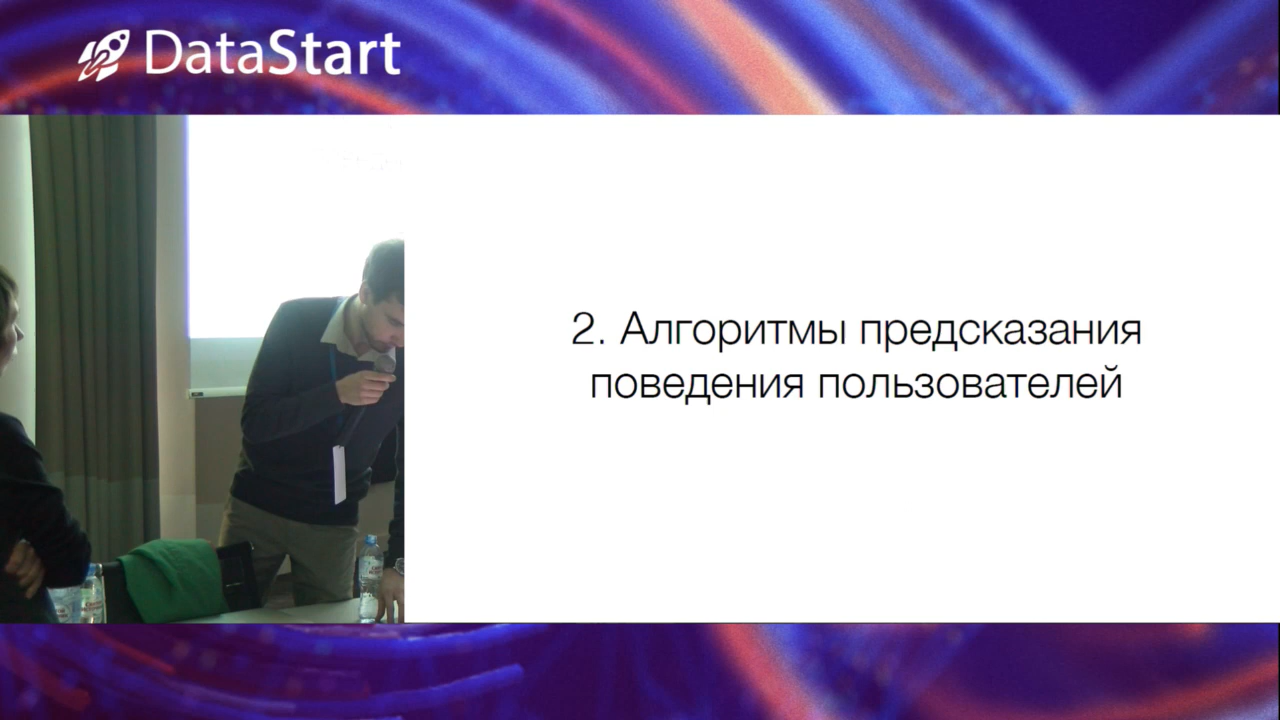 DataStart
2. Алгоритмы предсказания
поведения пользователей